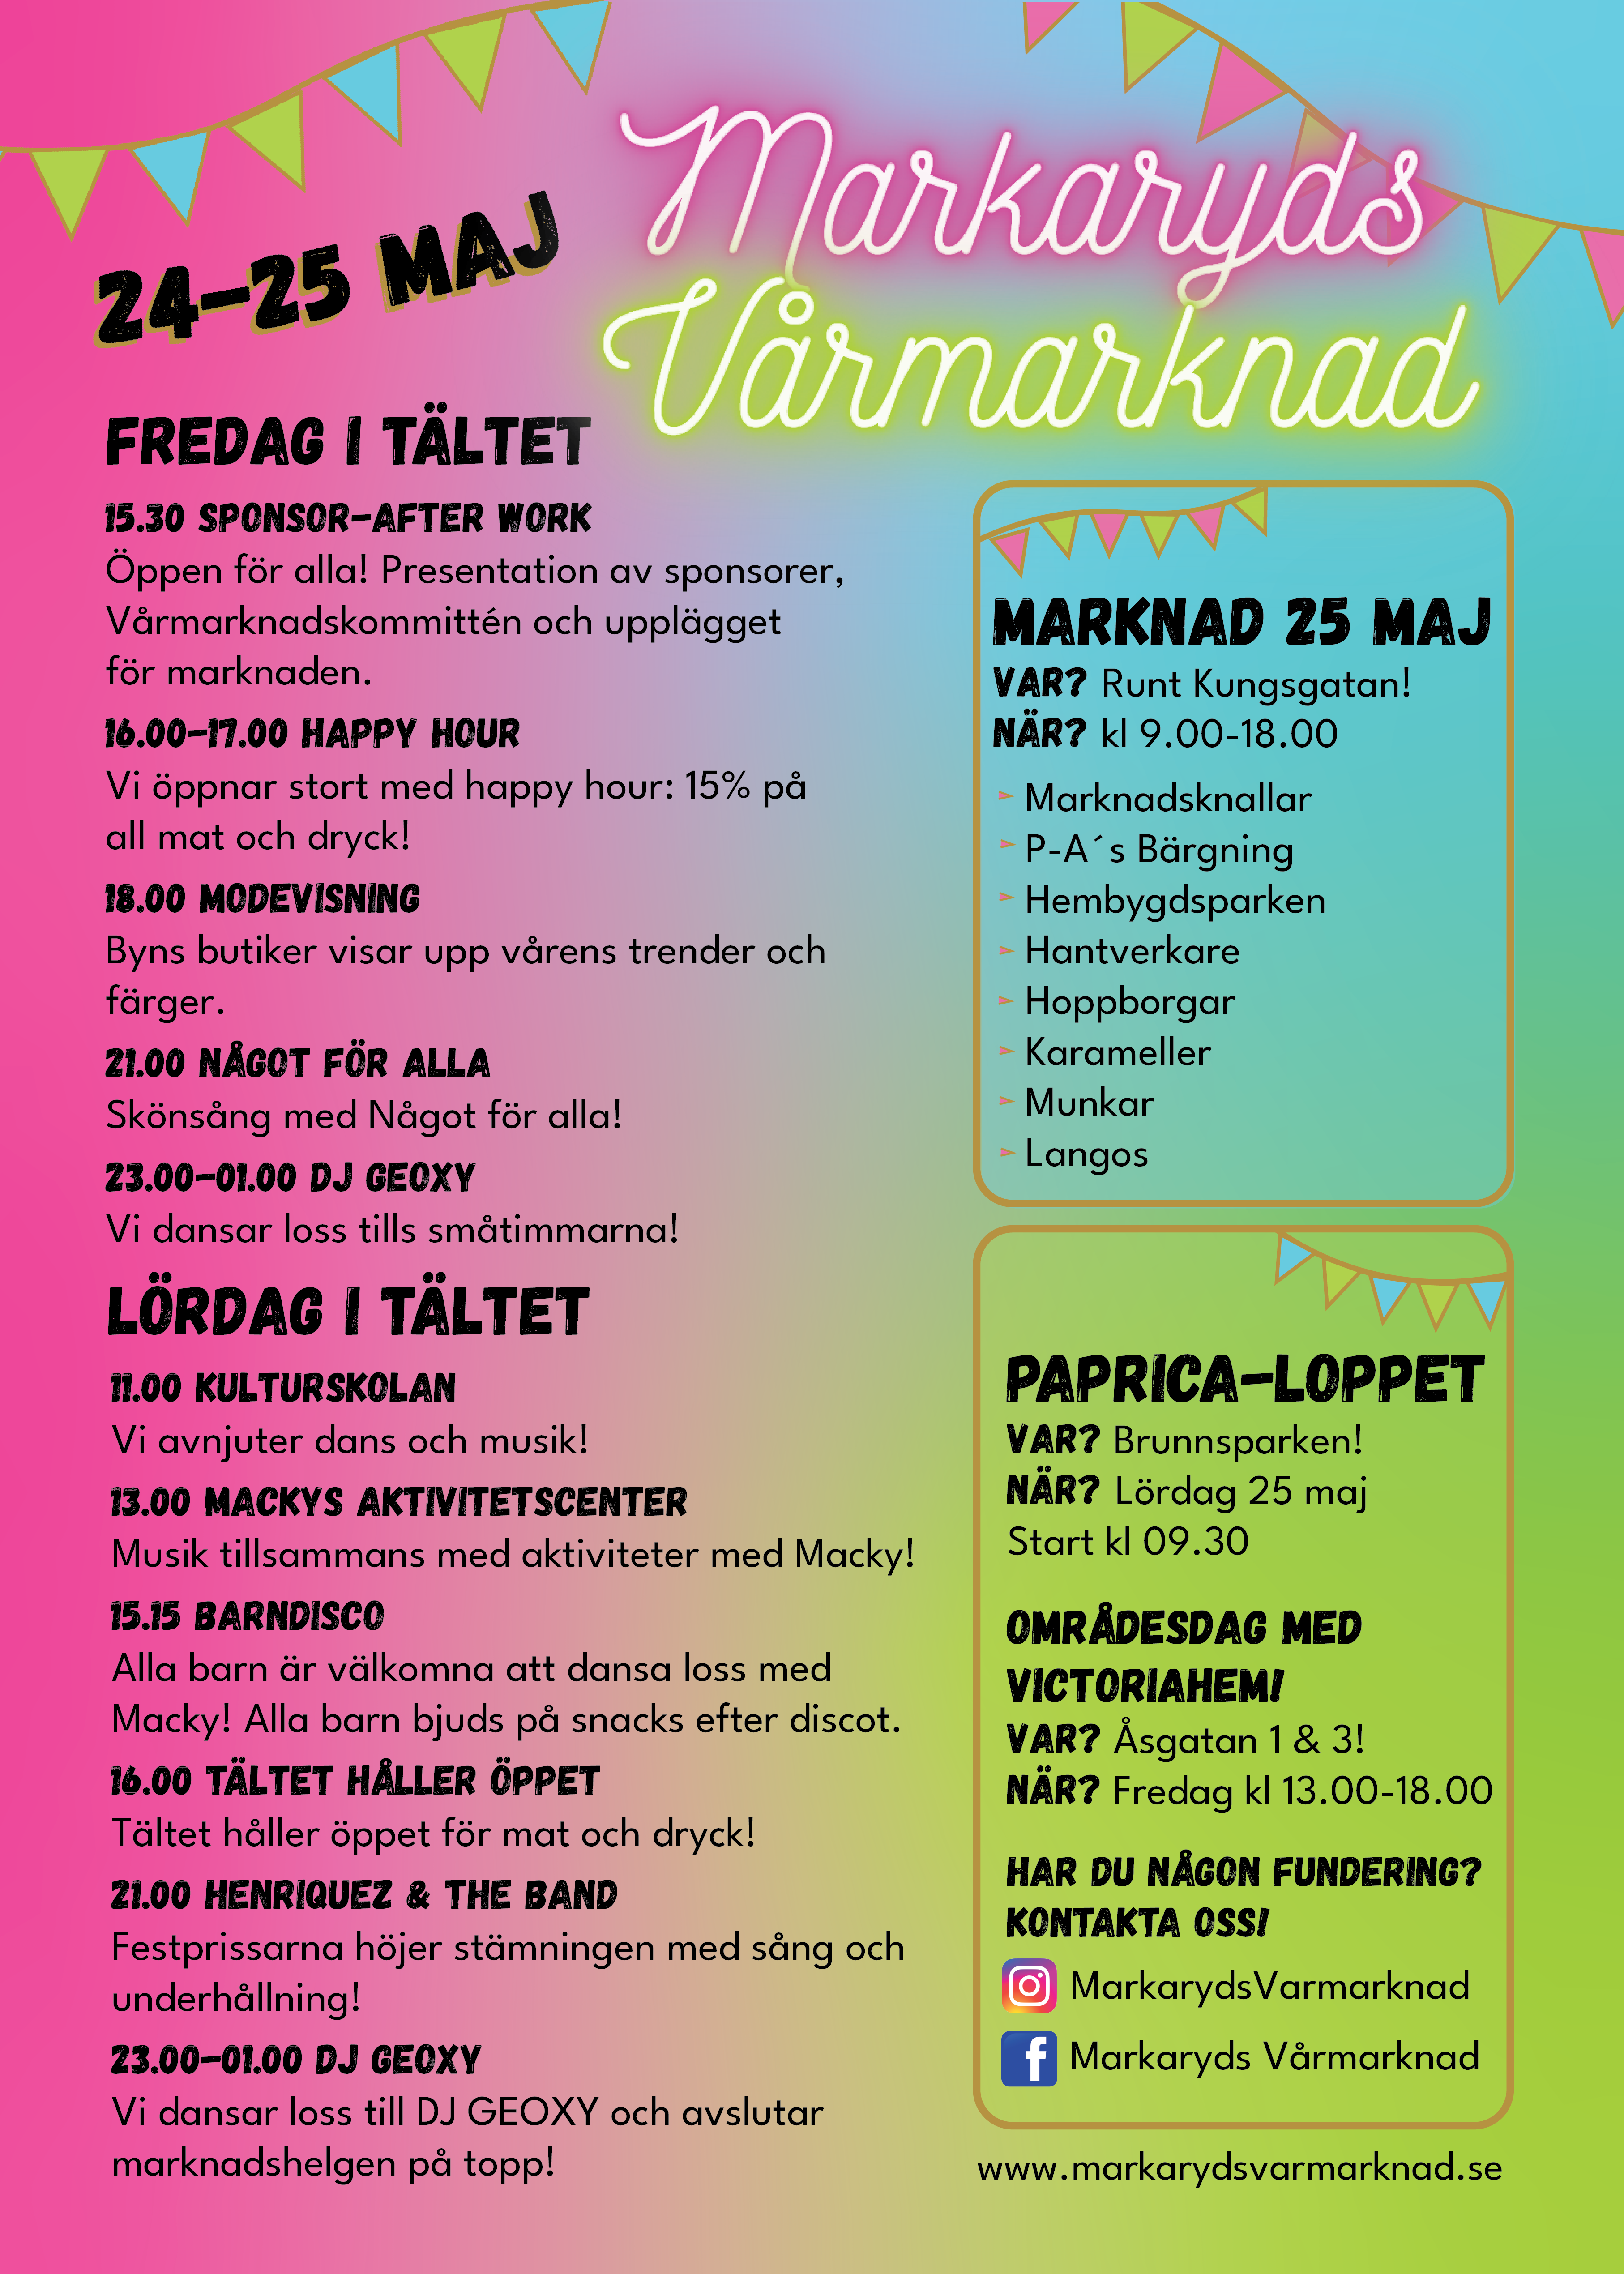 24-25 MAJ
Markaryds
Vårmarknad
FREDAG I TÄLTET
15.30 SPONSOR-AFTER WORK
Öppen för alla! Presentation av sponsorer,
Vårmarknadskommittén och upplägget
för marknaden.
16.00-17.00 HAPPY HOUR
Vi öppnar stort med happy hour: 15% på
all mat och dryck!
18.00 MODEVISNING
Byns butiker visar upp vårens trender och
färger.
21.00 NÅGOT FÖR ALLA
Skönsång med Något för alla!
23.00-01.00 DJ GEOXY
Vi dansar loss tills småtimmarna!
LÖRDAG I TÄLTET
11.00 KULTURSKOLAN
Vi avnjuter dans och musik!
13.00 MACKYS AKTIVITETSCENTER
Musik tillsammans med aktiviteter med Macky!
15.15 BARNDISCO
Alla barn är välkomna att dansa loss med
Macky! Alla barn bjuds på snacks efter discot.
16.00 TÄLTET HÅLLER ÖPPET
Tältet håller öppet för mat och dryck!
21.00 HENRIQUEZ & THE BAND
Festprissarna höjer stämningen med sång och
underhållning!
23.00-01.00 DJ GEOXY
Vi dansar loss till DJ GEOXY och avslutar
marknadshelgen på topp!
MARKNAD 25 MAJ
VAR? Runt Kungsgatan!
NÄR? kl 9.00-18.00
Marknadsknallar
P-A´s Bärgning
Hembygdsparken
Hantverkare
Hoppborgar
Karameller
Munkar
Langos
PAPRICA-LOPPET
VAR? Brunnsparken!
NÄR? Lördag 25 maj
Start kl 09.30
OMRÅDESDAG MED
VICTORIAHEM!
VAR? Åsgatan 1 & 3!
NÄR? Fredag kl 13.00-18.00
HAR DU NÅGON FUNDERING?
KONTAKTA OSS!
MarkarydsVarmarknad
Markaryds Vårmarknad
www.markarydsvarmarknad.se